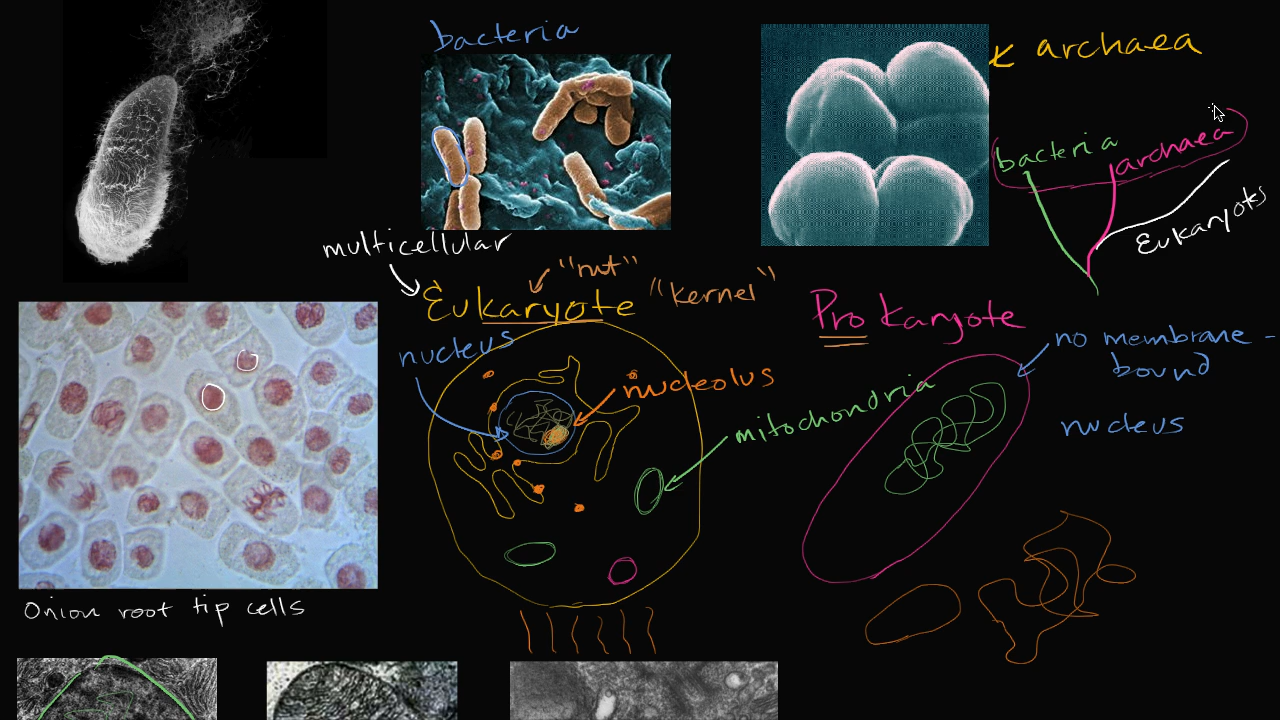 bacteria
archaea
bacteria
archaea
Eukaryots
multicellular
"nut"
Eukaryote
"kernel"
Prokaryote
nucleus
nucleolus
mitochondria
no membrane-
bound
nucleus
Onion root tip cells